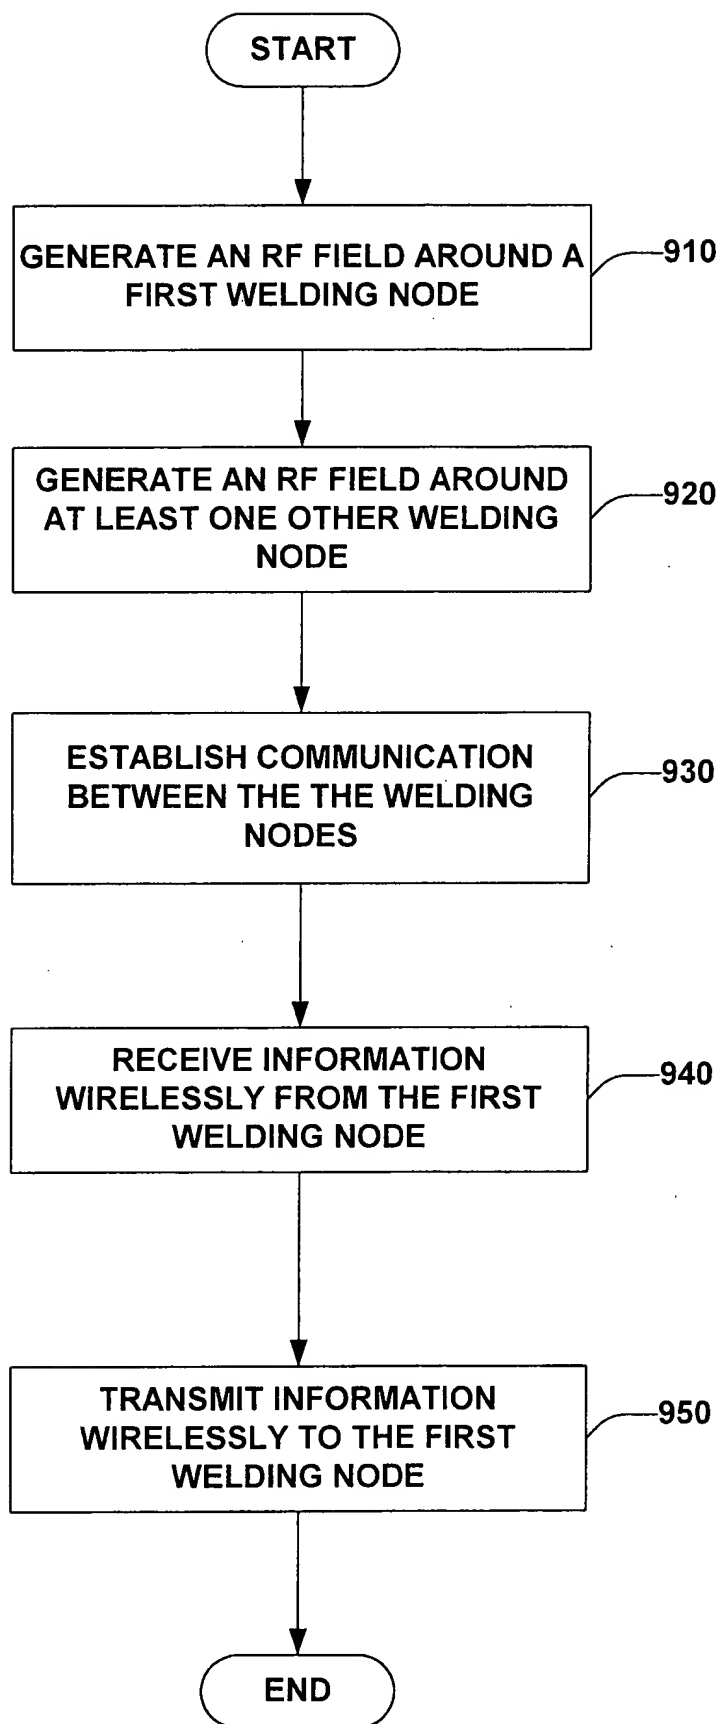 START
GENERATE AN RF FIELD AROUND A
FIRST WELDING NODE
910
GENERATE AN RF FIELD AROUND
AT LEAST ONE OTHER WELDING
NODE
920
ESTABLISH COMMUNICATION
BETWEEN THE THE WELDING
NODES
930
RECEIVE INFORMATION
WIRELESSLY FROM THE FIRST
WELDING NODE
940
TRANSMIT INFORMATION
WIRELESSLY TO THE FIRST
WELDING NODE
950
END